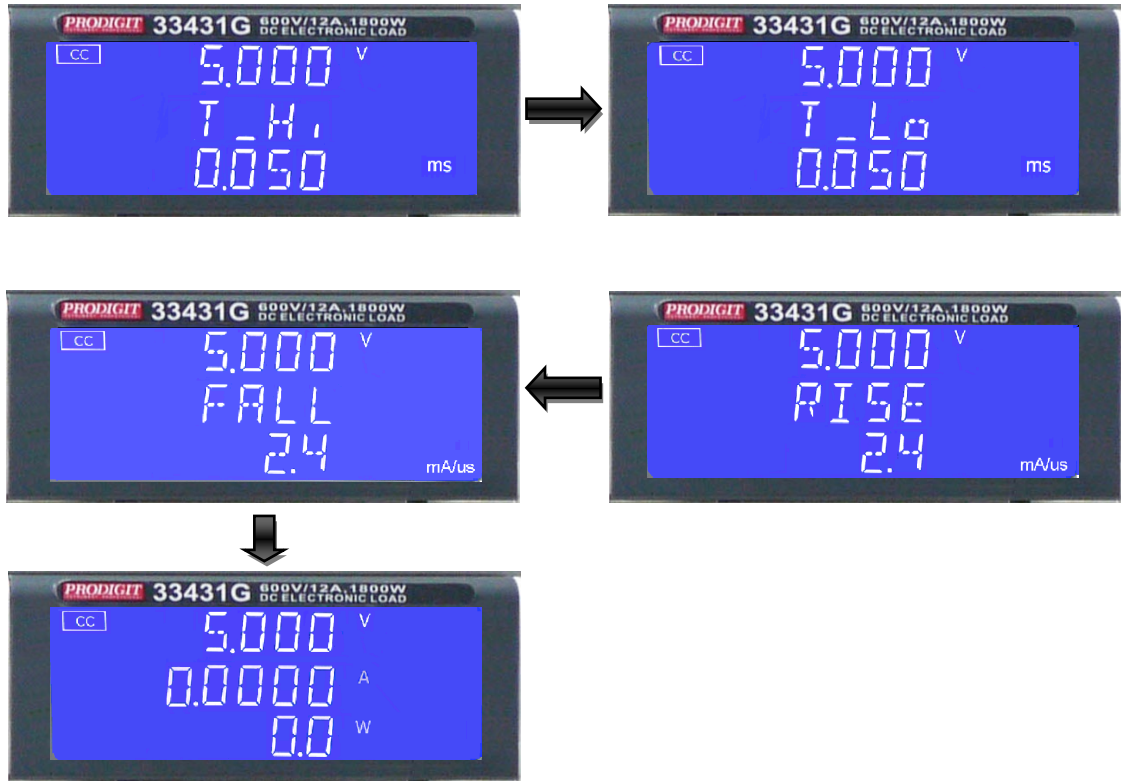 PRODIGIT 33431G 600V/12A,1800W
DC ELECTRONIC LOAD
CC 5.000 V
T_Hi
0.050 ms
PRODIGIT 33431G 600V/12A,1800W
DC ELECTRONIC LOAD
CC 5.000 V
T_Lo
0.050 ms
PRODIGIT 33431G 600V/12A,1800W
DC ELECTRONIC LOAD
CC 5.000 V
RISE
2.4 mA/us
PRODIGIT 33431G 600V/12A,1800W
DC ELECTRONIC LOAD
CC 5.000 V
FALL
2.4 mA/us
PRODIGIT 33431G 600V/12A,1800W
DC ELECTRONIC LOAD
CC 5.000 V
0.0000 A
0.0 W